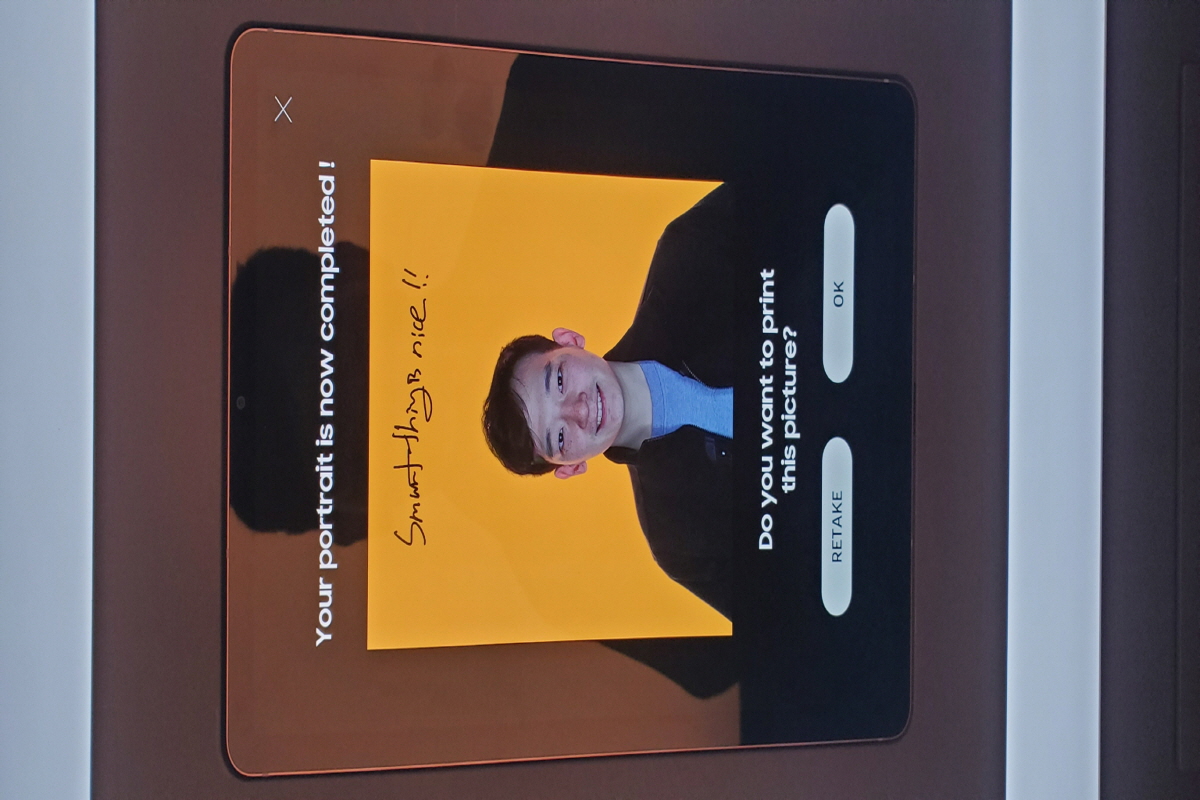 Your portrait is now completed !
Smartthings nice!!
Do you want to print
this picture?
RETAKE
OK